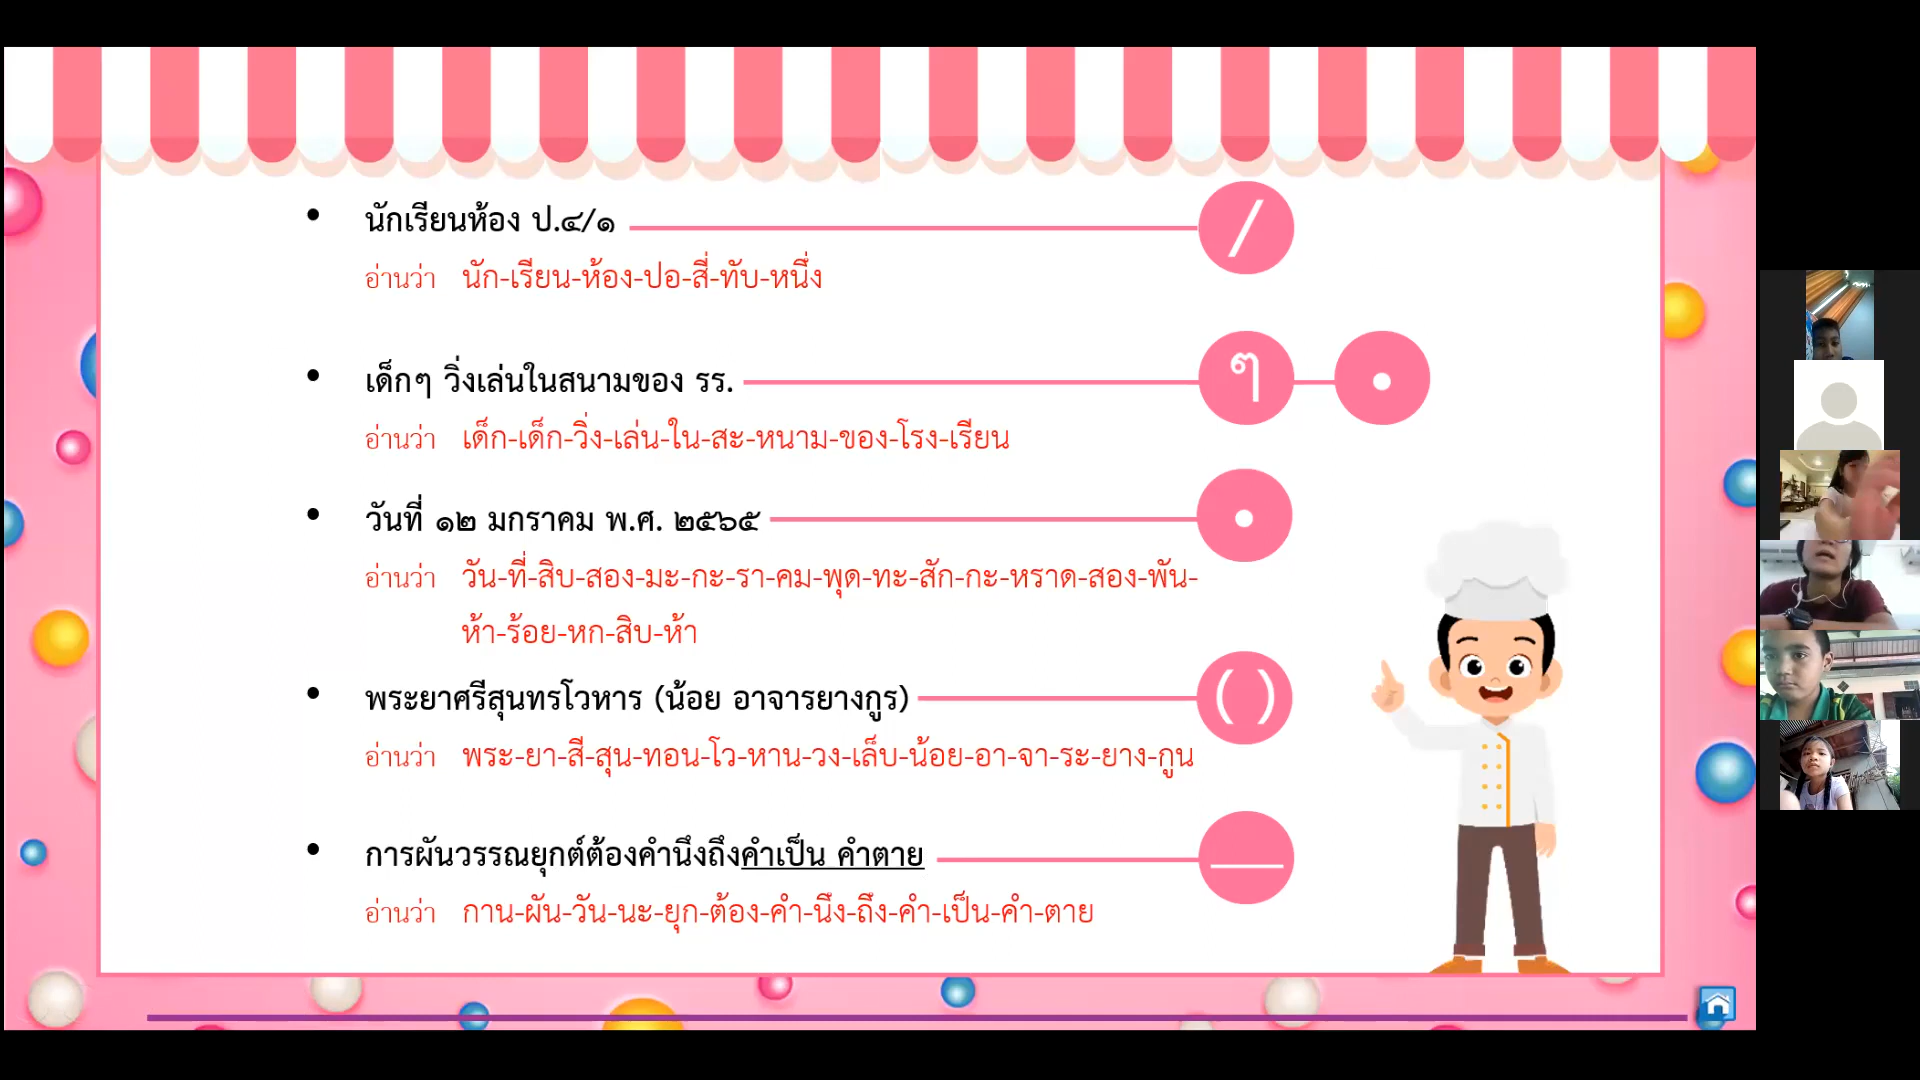 • นักเรียนห้อง ป.๔/๑
/
อ่านว่า นัก-เรียน-ห้อง-ปอ-สี่-ทับ-หนึ่ง
• เด็กๆ วิ่งเล่นในสนามของ รร.
ๆ
อ่านว่า เด็ก-เด็ก-วิ่ง-เล่น-ใน-สะ-หนาม-ของ-โรง-เรียน
• วันที่ ๑๒ มกราคม พ.ศ. ๒๕๖๕
อ่านว่า วัน-ที่-สิบ-สอง-มะ-กะ-รา-คม-พุด-ทะ-สัก-กะ-หราด-สอง-พัน-
ห้า-ร้อย-หก-สิบ-ห้า
• พระยาศรีสุนทรโวหาร (น้อย อาจารยางกูร)
( )
อ่านว่า พระ-ยา-สี-สุน-ทอน-โว-หาน-วง-เล็บ-น้อย-อา-จา-ระ-ยาง-กูน
• การผันวรรณยุกต์ต้องคำนึงถึงคำเป็น คำตาย
อ่านว่า กาน-ผัน-วัน-นะ-ยุก-ต้อง-คำ-นึง-ถึง-คำ-เป็น-คำ-ตาย